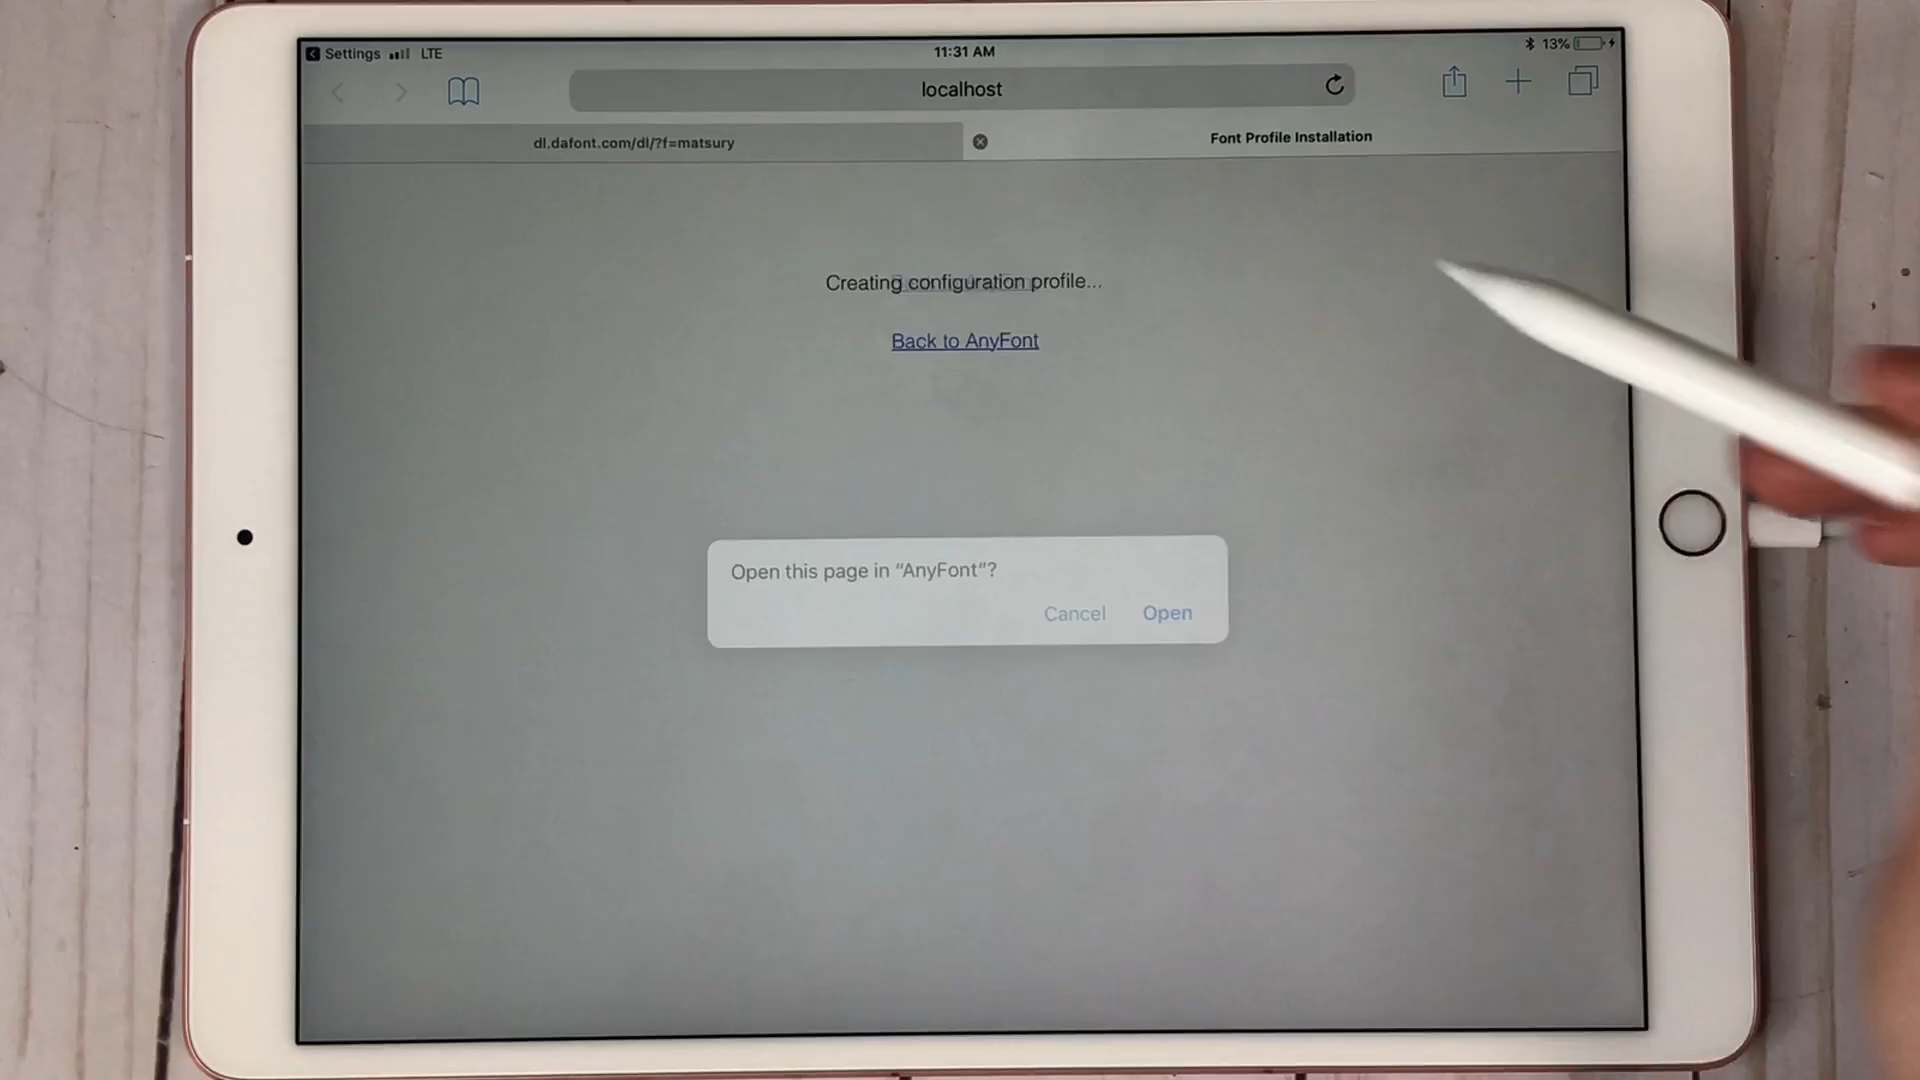 Settings LTE 11:31 AM 13%
localhost
dl.dafont.com/dl/?f=matsury Font Profile Installation
Creating configuration profile...
Back to AnyFont
Open this page in “AnyFont”?
Cancel Open